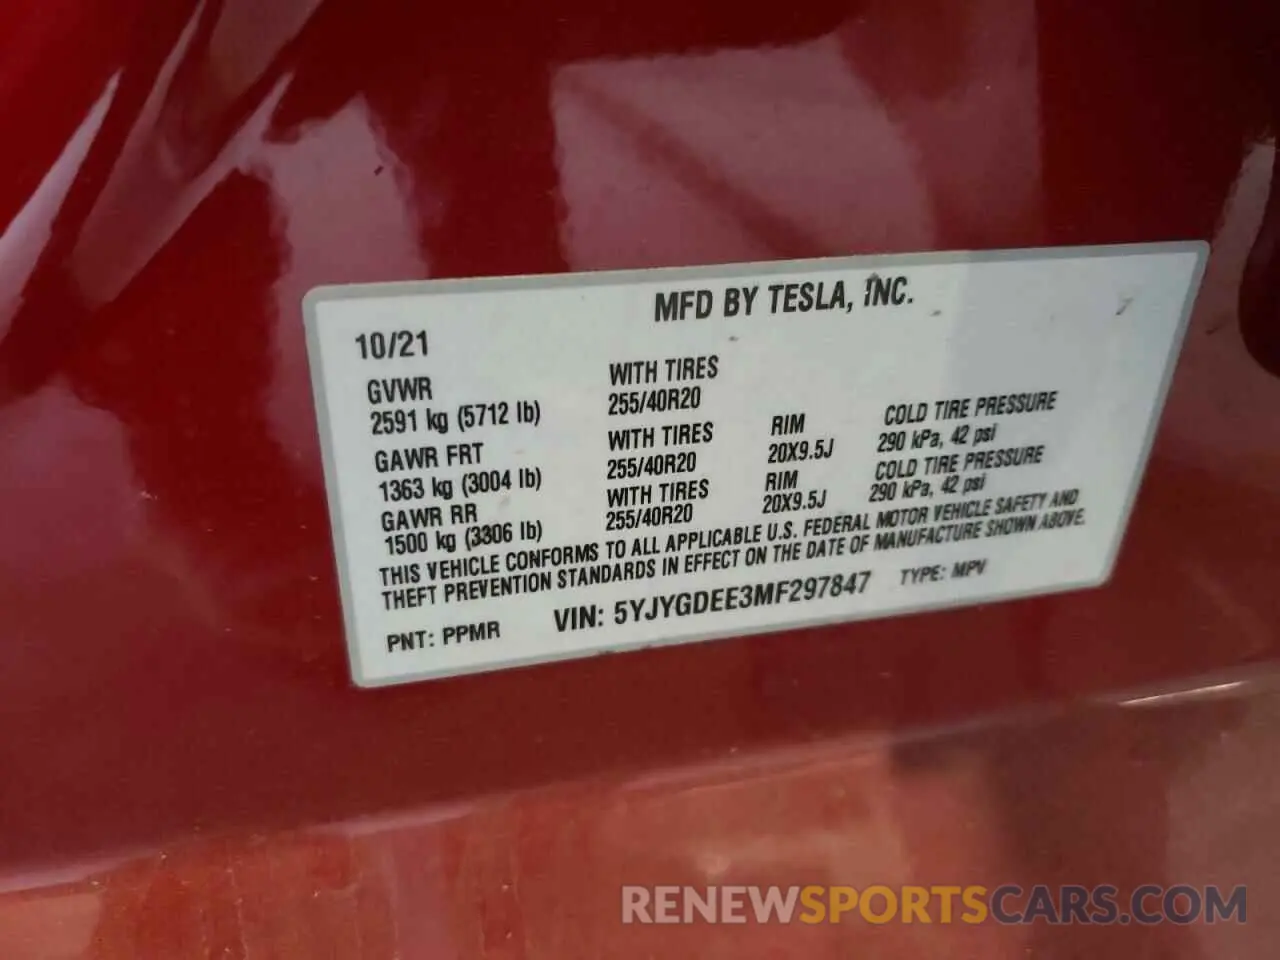 MFD BY TESLA, INC.
10/21
GVWR WITH TIRES
2591 kg (5712 lb) 255/40R20
GAWR FRT WITH TIRES RIM COLD TIRE PRESSURE
1363 kg (3004 lb) 255/40R20 20X9.5J 290 kPa, 42 psi
GAWR RR WITH TIRES RIM COLD TIRE PRESSURE
1500 kg (3306 lb) 255/40R20 20X9.5J 290 kPa, 42 psi
THIS VEHICLE CONFORMS TO ALL APPLICABLE U.S. FEDERAL MOTOR VEHICLE SAFETY AND
THEFT PREVENTION STANDARDS IN EFFECT ON THE DATE OF MANUFACTURE SHOWN ABOVE.
PNT: PPMR VIN: 5YJYGDEE3MF297847 TYPE: MPV
RENEWSPORTSCARS.COM